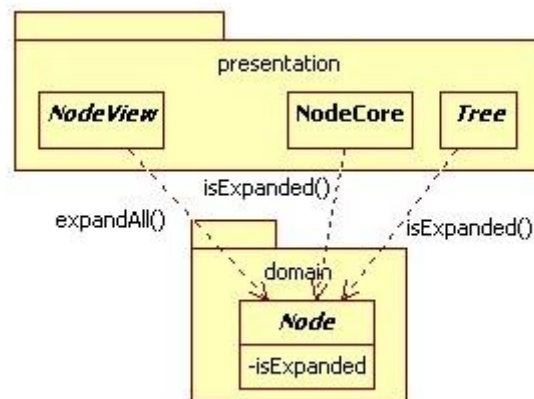 presentation
NodeView
NodeCore
Tree
isExpanded()
expandAll()
isExpanded()
domain
Node
-isExpanded